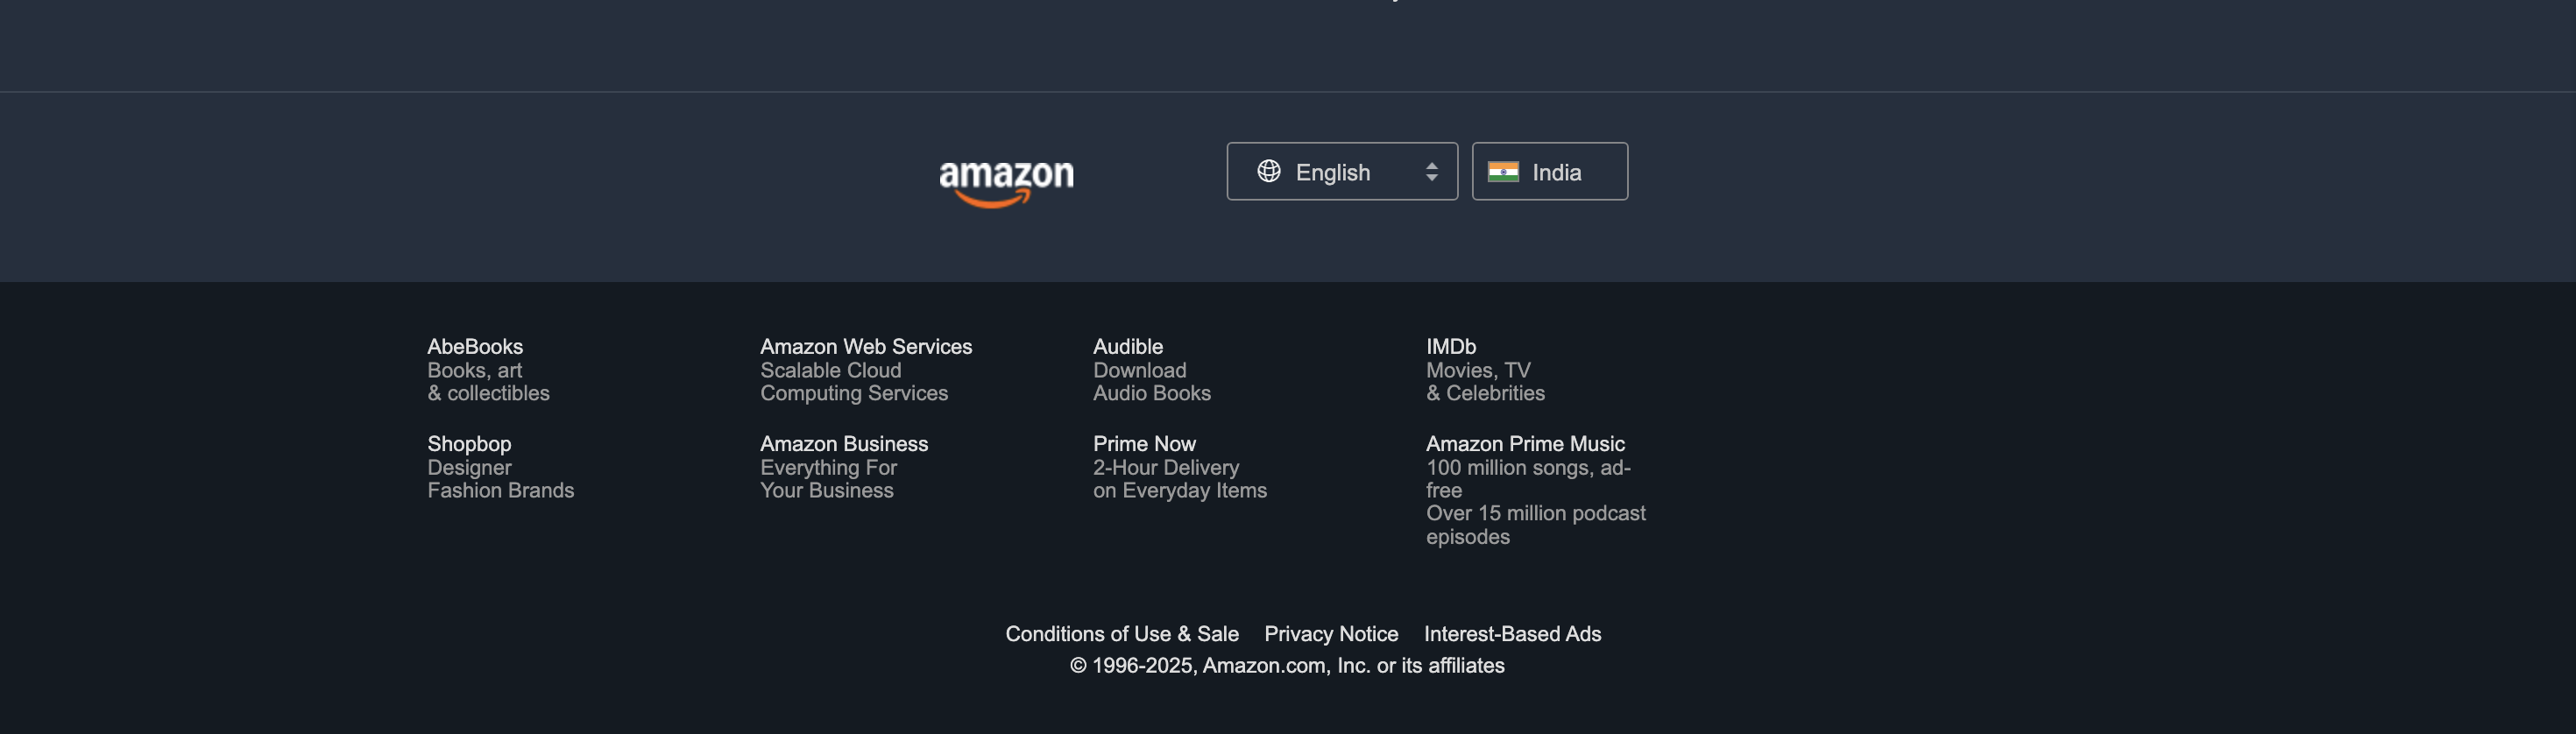 amazon
English
India
AbeBooks
Books, art
& collectibles
Amazon Web Services
Scalable Cloud
Computing Services
Audible
Download
Audio Books
IMDb
Movies, TV
& Celebrities
Shopbop
Designer
Fashion Brands
Amazon Business
Everything For
Your Business
Prime Now
2-Hour Delivery
on Everyday Items
Amazon Prime Music
100 million songs, ad-
free
Over 15 million podcast
episodes
Conditions of Use & Sale Privacy Notice Interest-Based Ads
© 1996-2025, Amazon.com, Inc. or its affiliates